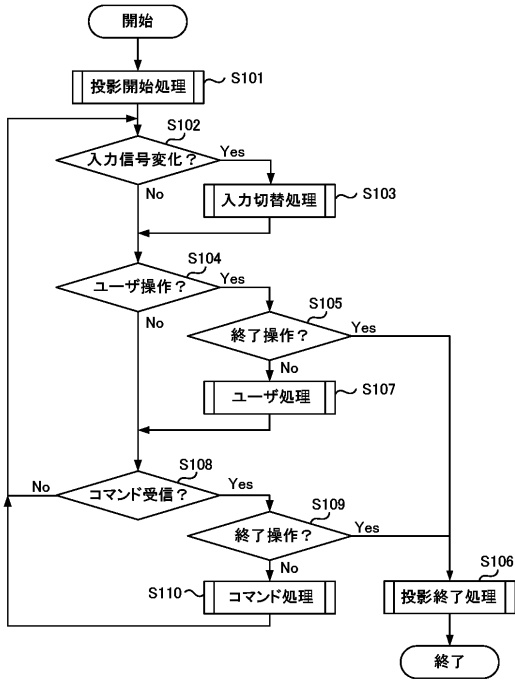 開始
投影開始処理
S101
S102
入力信号変化？
Yes
No
入力切替処理
S103
S104
ユーザ操作？
Yes
No
S105
終了操作？
Yes
No
ユーザ処理
S107
S108
コマンド受信？
No
Yes
S109
終了操作？
Yes
No
S110
コマンド処理
S106
投影終了処理
終了